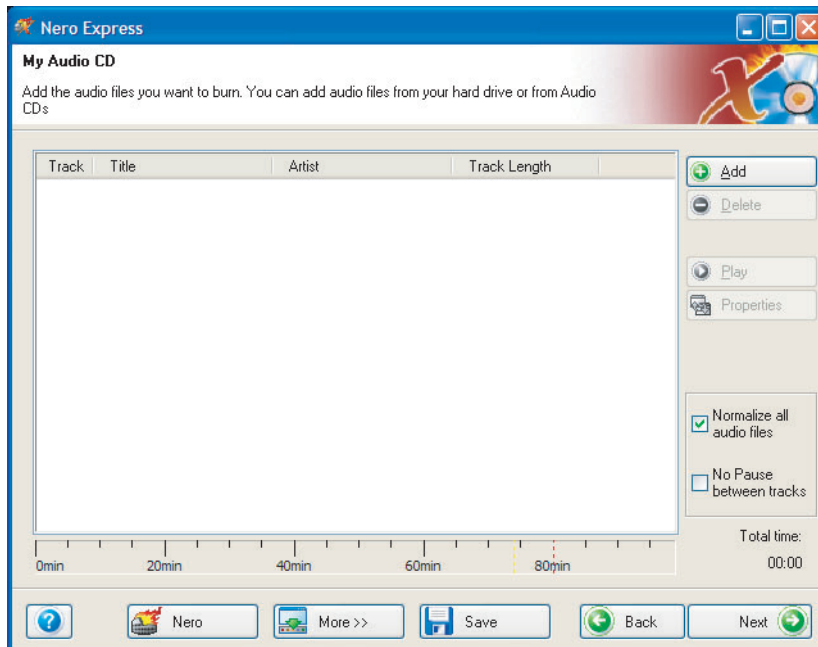 Nero Express
My Audio CD
Add the audio files you want to burn. You can add audio files from your hard drive or from Audio
CDs
Track Title Artist Track Length
Add
Delete
Play
Properties
Normalize all
audio files
No Pause
between tracks
Total time:
00:00
0min 20min 40min 60min 80min
Nero More >> Save Back Next